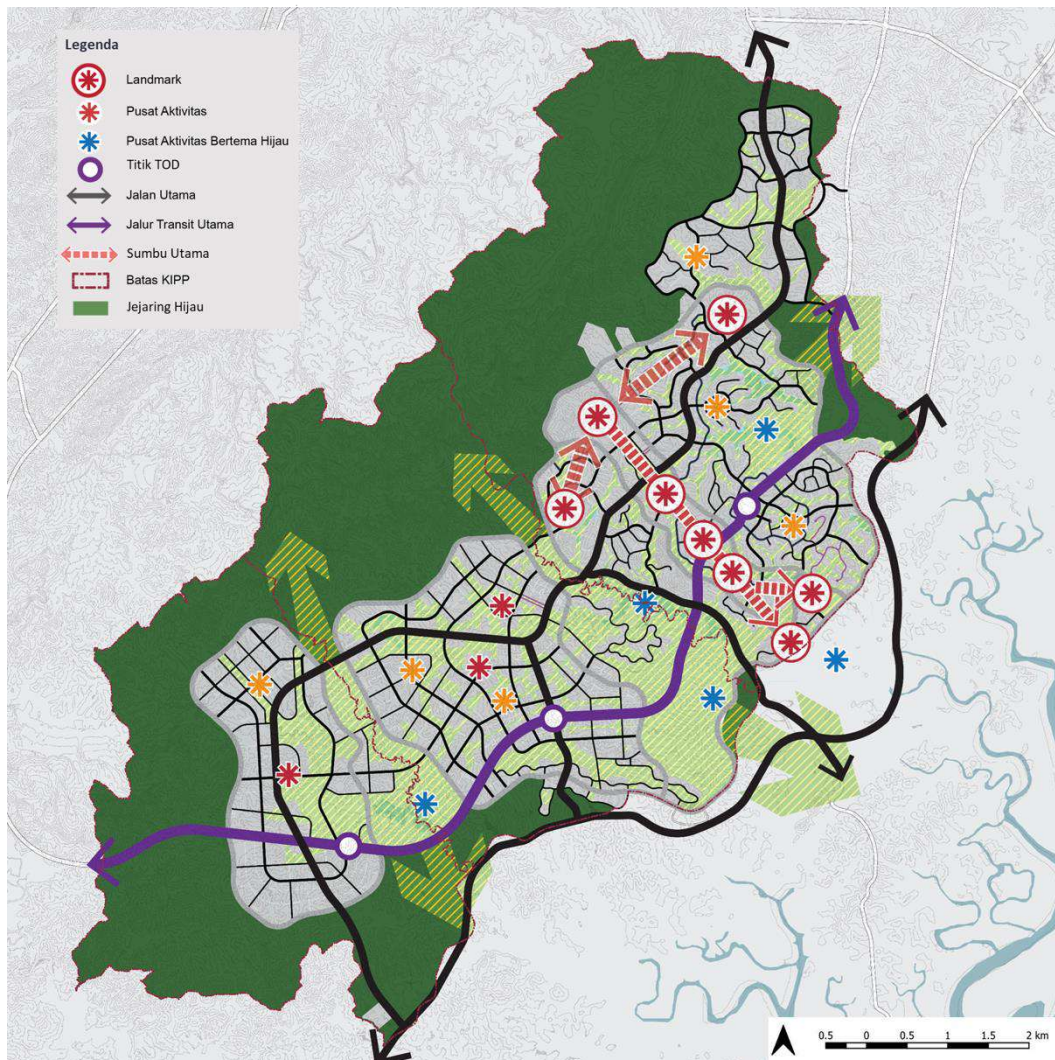 Legenda
Landmark
Pusat Aktivitas
Pusat Aktivitas Bertema Hijau
Titik TOD
Jalan Utama
Jalur Transit Utama
Sumbu Utama
Batas KIPP
Jejaring Hijau
0.5 0 0.5 1 1.5 2 km